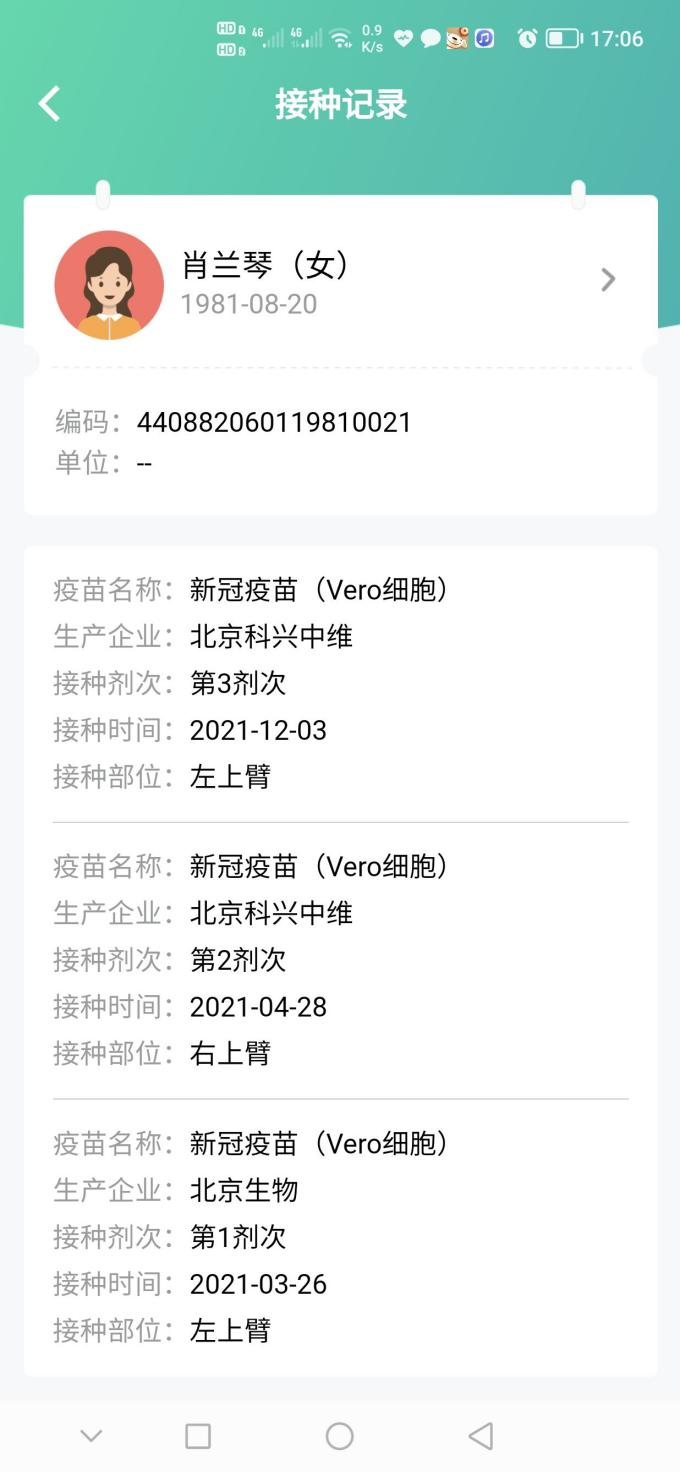 HD 1 4G 4G 0.9 17:06
HD 2 K/s
接种记录
肖兰琴（女）
1981-08-20
编码：440882060119810021
单位：--
疫苗名称：新冠疫苗（Vero细胞）
生产企业：北京科兴中维
接种剂次：第3剂次
接种时间：2021-12-03
接种部位：左上臂
疫苗名称：新冠疫苗（Vero细胞）
生产企业：北京科兴中维
接种剂次：第2剂次
接种时间：2021-04-28
接种部位：右上臂
疫苗名称：新冠疫苗（Vero细胞）
生产企业：北京生物
接种剂次：第1剂次
接种时间：2021-03-26
接种部位：左上臂